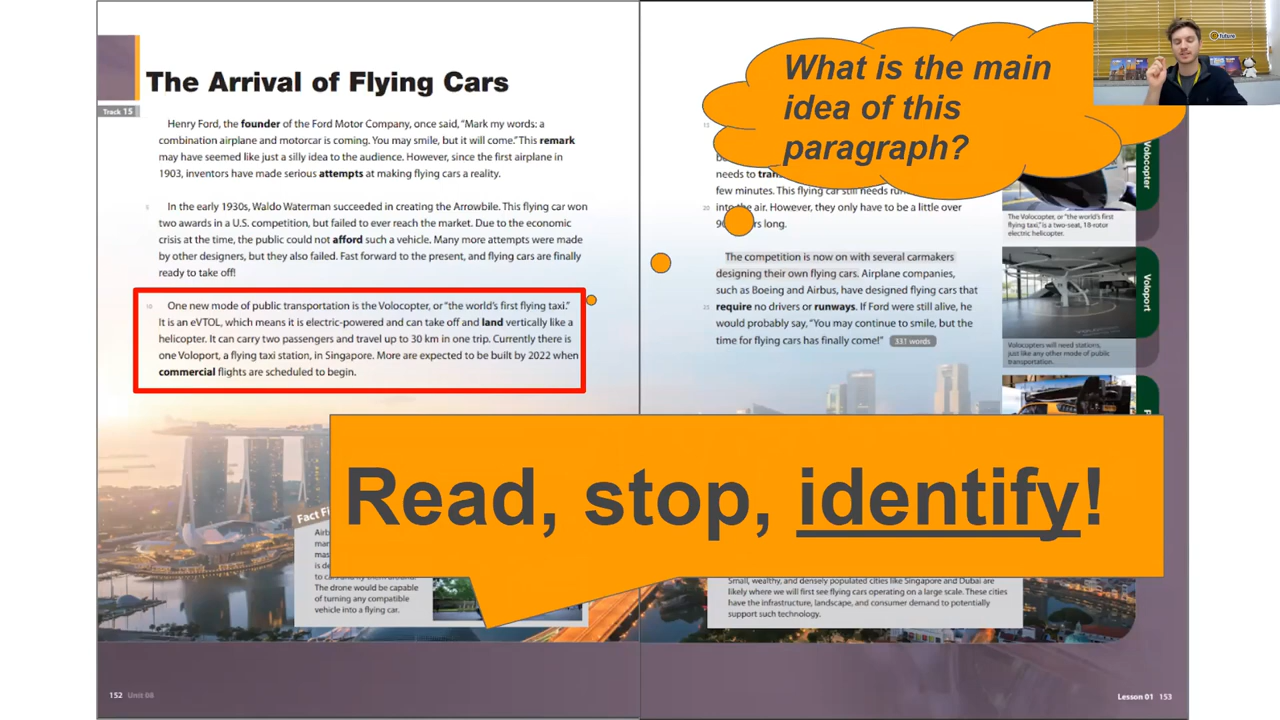 The Arrival of Flying Cars
Track 15
Henry Ford, the founder of the Ford Motor Company, once said, "Mark my words: a
combination airplane and motorcar is coming. You may smile, but it will come." This remark
may have seemed like just a silly idea to the audience. However, since the first airplane in
1903, inventors have made serious attempts at making flying cars a reality.
5
In the early 1930s, Waldo Waterman succeeded in creating the Arrowbile. This flying car won
two awards in a U.S. competition, but failed to ever reach the market. Due to the economic
crisis at the time, the public could not afford such a vehicle. Many more attempts were made
by other designers, but they also failed. Fast forward to the present, and flying cars are finally
ready to take off!
10
One new mode of public transportation is the Volocopter, or "the world's first flying taxi."
It is an eVTOL, which means it is electric-powered and can take off and land vertically like a
helicopter. It can carry two passengers and travel up to 30 km in one trip. Currently there is
one Voloport, a flying taxi station, in Singapore. More are expected to be built by 2022 when
commercial flights are scheduled to begin.
Fact Fi
Airb
mar
mas
is de
to c
The drone would be capable
of turning any compatible
vehicle into a flying car.
152 Unit 08
What is the main
idea of this
paragraph?
future
15
needs to tran
few minutes. This flying car still needs run
20
into the air. However, they only have to be a little over
90 rs long.
The competition is now on with several carmakers
designing their own flying cars. Airplane companies,
such as Boeing and Airbus, have designed flying cars that
25
require no drivers or runways. If Ford were still alive, he
would probably say, "You may continue to smile, but the
time for flying cars has finally come!" 331 words
Volocopter
The Volocopter, or "the world's first
flying taxi," is a two-seat, 18-rotor
electric helicopter.
Voloport
Volocopters will need stations,
just like any other mode of public
transportation.
Read, stop, identify!
Small, wealthy, and densely populated cities like Singapore and Dubai are
likely where we will first see flying cars operating on a large scale. These cities
have the infrastructure, landscape, and consumer demand to potentially
support such technology.
Lesson 01 153